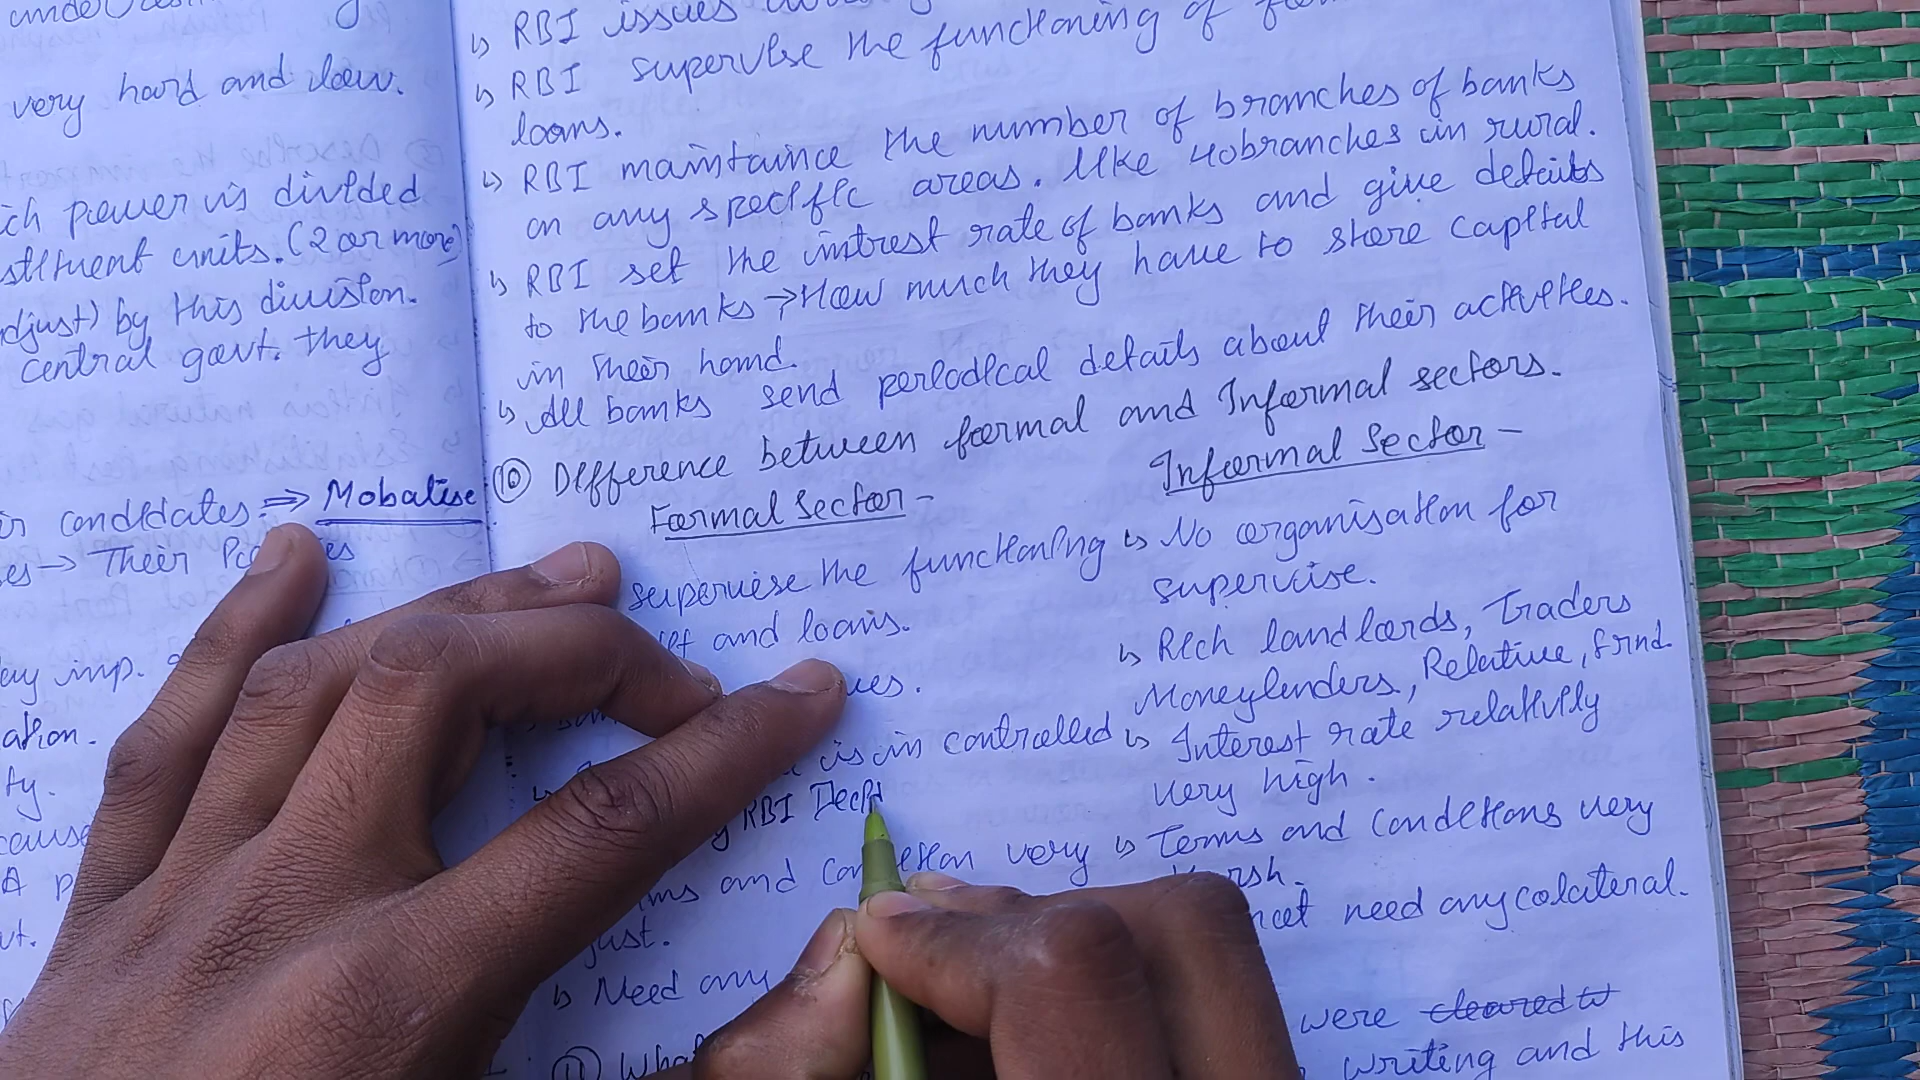 very hard and law.
ich power is divided
stituent units. (2 or more)
djust) by this division.
central govt. they
candidates. ⇒ Mobalise
es → Their
ay imp.
ation.
ty.
cause
↳ RBI issues
↳ RBI supervise the functioning of
loans.
↳ RBI maintaince the number of branches of banks
on any specific areas. like 40branches in rural.
↳ RBI set the intrest rate of banks and give details
to the banks → How much they have to store capital
in their hand.
↳ All banks send periodical details about their activities.
(10) Difference between formal and Informal sectors.
Formal Sector -
supervise the functioning
and loans.
is in controlled
RBI
and very
just.
↳ Need any
(11)
Informal Sector -
↳ No organisation for
supervise.
↳ Rich landlords, Traders
Moneylenders, Relative, frnd
↳ Interest rate relatively
very high.
↳ Terms and Conditions very
need any colateral.
were cleared
writing and this